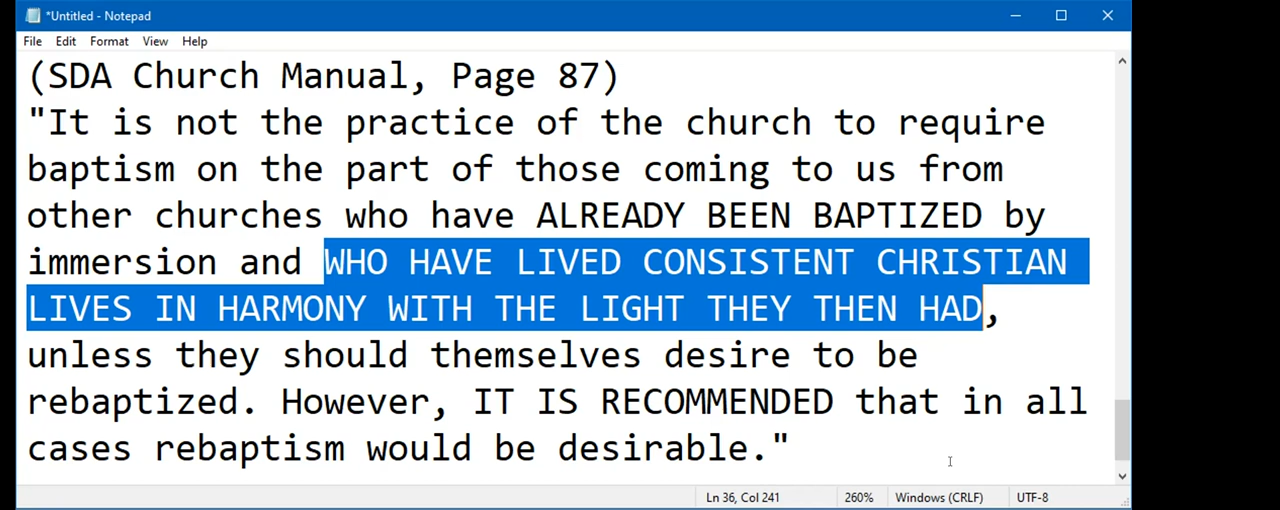 *Untitled - Notepad
File Edit Format View Help
(SDA Church Manual, Page 87)
"It is not the practice of the church to require
baptism on the part of those coming to us from
other churches who have ALREADY BEEN BAPTIZED by
immersion and WHO HAVE LIVED CONSISTENT CHRISTIAN
LIVES IN HARMONY WITH THE LIGHT THEY THEN HAD,
unless they should themselves desire to be
rebaptized. However, IT IS RECOMMENDED that in all
cases rebaptism would be desirable."
Ln 36, Col 241 260% Windows (CRLF) UTF-8